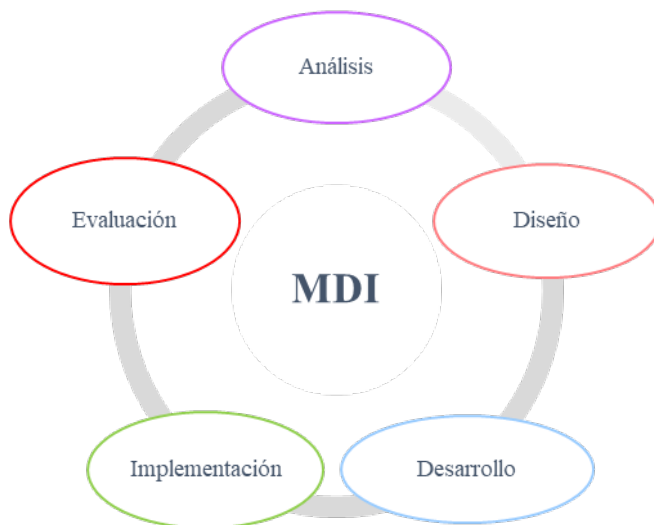 Análisis
Diseño
Desarrollo
Implementación
Evaluación
MDI